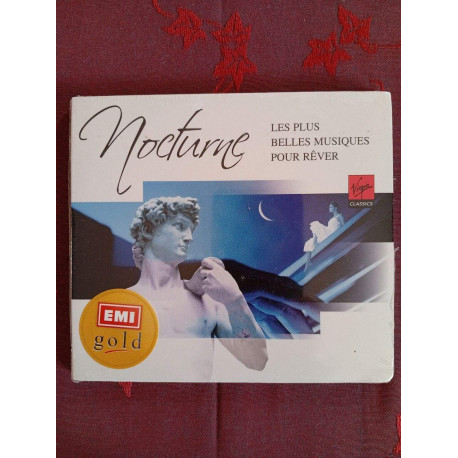 Nocturne
LES PLUS
BELLES MUSIQUES
POUR RÊVER
Virgin
CLASSICS
EMI
gold